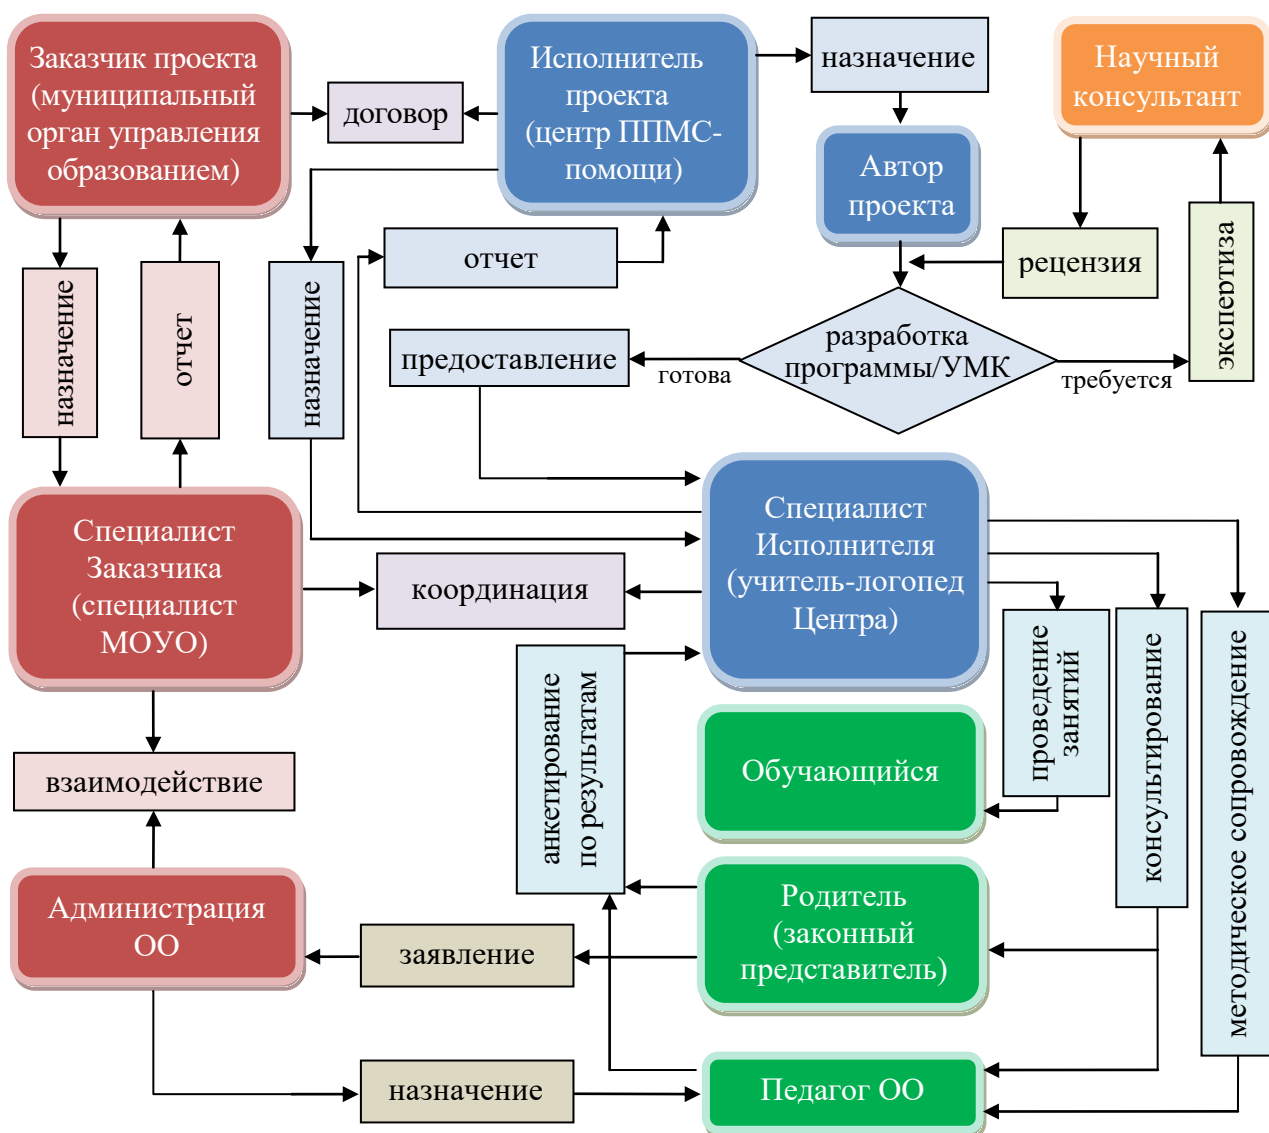 Заказчик проекта
(муниципальный
орган управления
образованием)
договор
Исполнитель
проекта
(центр ППМС-
помощи)
назначение
Научный
консультант
Автор
проекта
отчет
рецензия
экспертиза
назначение
отчет
назначение
предоставление
готова
разработка
программы/УМК
требуется
Специалист
Заказчика
(специалист
МОУО)
координация
Специалист
Исполнителя
(учитель-логопед
Центра)
проведение
занятий
консультирование
методическое сопровождение
анкетирование
по результатам
взаимодействие
Обучающийся
Администрация
ОО
заявление
Родитель
(законный
представитель)
назначение
Педагог ОО